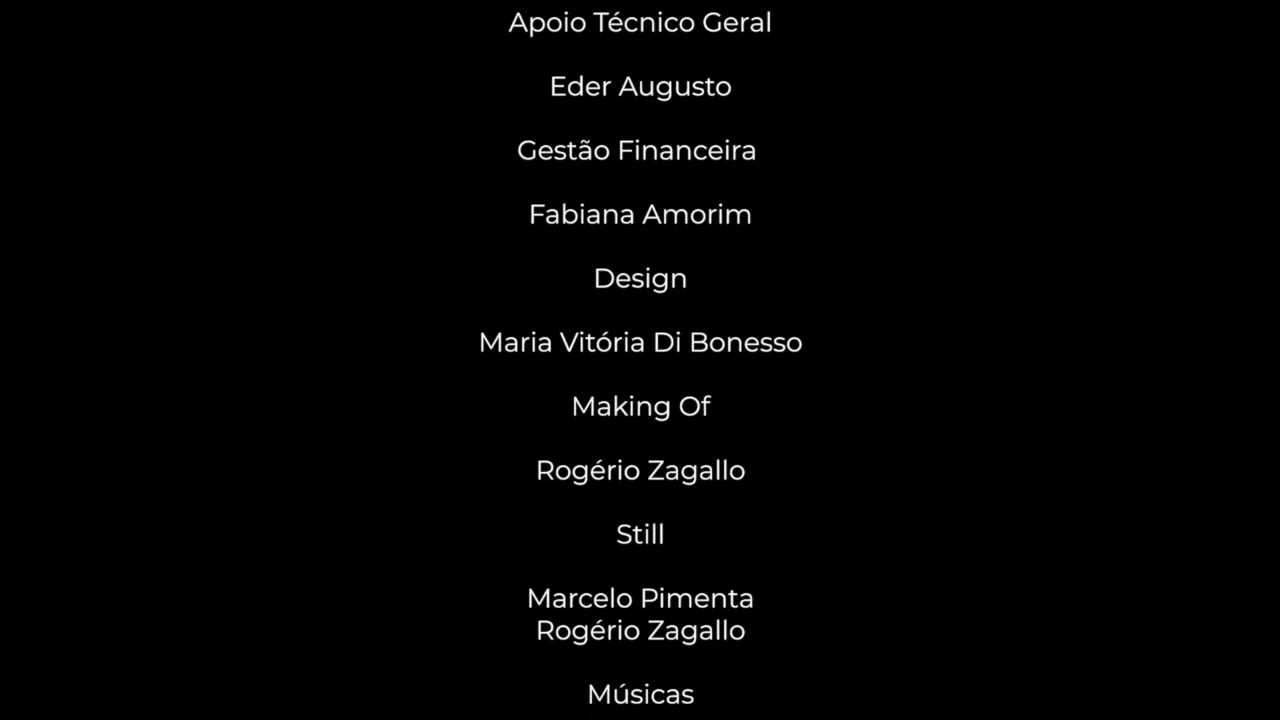 Apoio Técnico Geral
Eder Augusto
Gestão Financeira
Fabiana Amorim
Design
Maria Vitória Di Bonesso
Making Of
Rogério Zagallo
Still
Marcelo Pimenta
Rogério Zagallo
Músicas